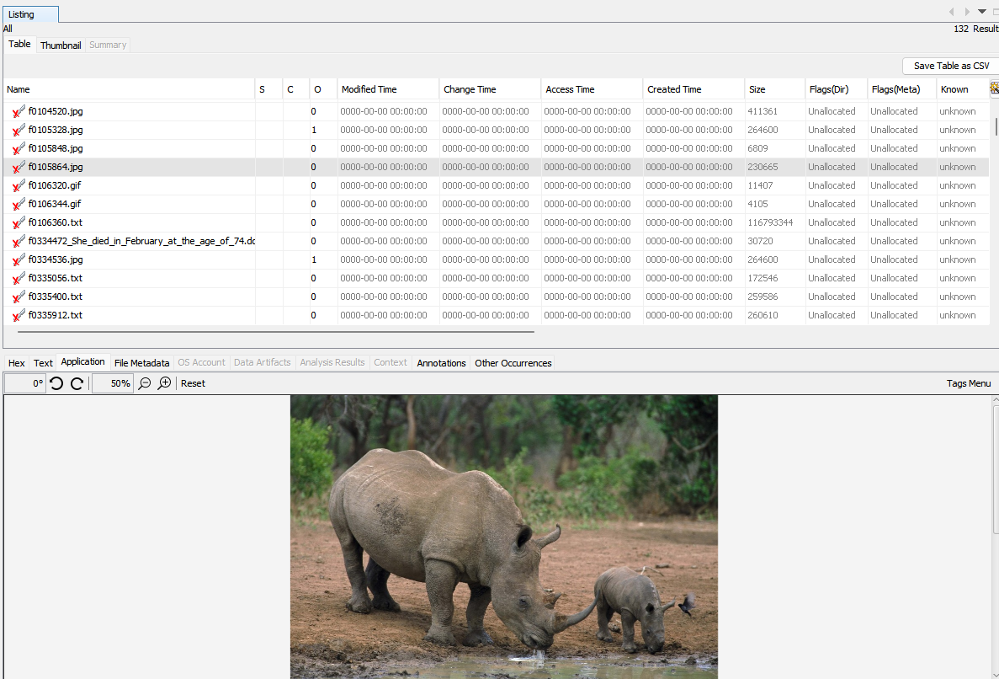 Listing
All
132 Result
Table Thumbnail Summary
Save Table as CSV
Name S C O Modified Time Change Time Access Time Created Time Size Flags(Dir) Flags(Meta) Known
f0104520.jpg 0 0000-00-00 00:00:00 0000-00-00 00:00:00 0000-00-00 00:00:00 0000-00-00 00:00:00 411361 Unallocated Unallocated unknown
f0105328.jpg 1 0000-00-00 00:00:00 0000-00-00 00:00:00 0000-00-00 00:00:00 0000-00-00 00:00:00 264600 Unallocated Unallocated unknown
f0105848.jpg 0 0000-00-00 00:00:00 0000-00-00 00:00:00 0000-00-00 00:00:00 0000-00-00 00:00:00 6809 Unallocated Unallocated unknown
f0105864.jpg 0 0000-00-00 00:00:00 0000-00-00 00:00:00 0000-00-00 00:00:00 0000-00-00 00:00:00 230665 Unallocated Unallocated unknown
f0106320.gif 0 0000-00-00 00:00:00 0000-00-00 00:00:00 0000-00-00 00:00:00 0000-00-00 00:00:00 11407 Unallocated Unallocated unknown
f0106344.gif 0 0000-00-00 00:00:00 0000-00-00 00:00:00 0000-00-00 00:00:00 0000-00-00 00:00:00 4105 Unallocated Unallocated unknown
f0106360.txt 0 0000-00-00 00:00:00 0000-00-00 00:00:00 0000-00-00 00:00:00 0000-00-00 00:00:00 116793344 Unallocated Unallocated unknown
f0334472_She_died_in_February_at_the_age_of_74.dc 0 0000-00-00 00:00:00 0000-00-00 00:00:00 0000-00-00 00:00:00 0000-00-00 00:00:00 30720 Unallocated Unallocated unknown
f0334536.jpg 1 0000-00-00 00:00:00 0000-00-00 00:00:00 0000-00-00 00:00:00 0000-00-00 00:00:00 264600 Unallocated Unallocated unknown
f0335056.txt 0 0000-00-00 00:00:00 0000-00-00 00:00:00 0000-00-00 00:00:00 0000-00-00 00:00:00 172546 Unallocated Unallocated unknown
f0335400.txt 0 0000-00-00 00:00:00 0000-00-00 00:00:00 0000-00-00 00:00:00 0000-00-00 00:00:00 259586 Unallocated Unallocated unknown
f0335912.txt 0 0000-00-00 00:00:00 0000-00-00 00:00:00 0000-00-00 00:00:00 0000-00-00 00:00:00 260610 Unallocated Unallocated unknown
Hex Text Application File Metadata OS Account Data Artifacts Analysis Results Context Annotations Other Occurrences
0° 50% Reset Tags Menu